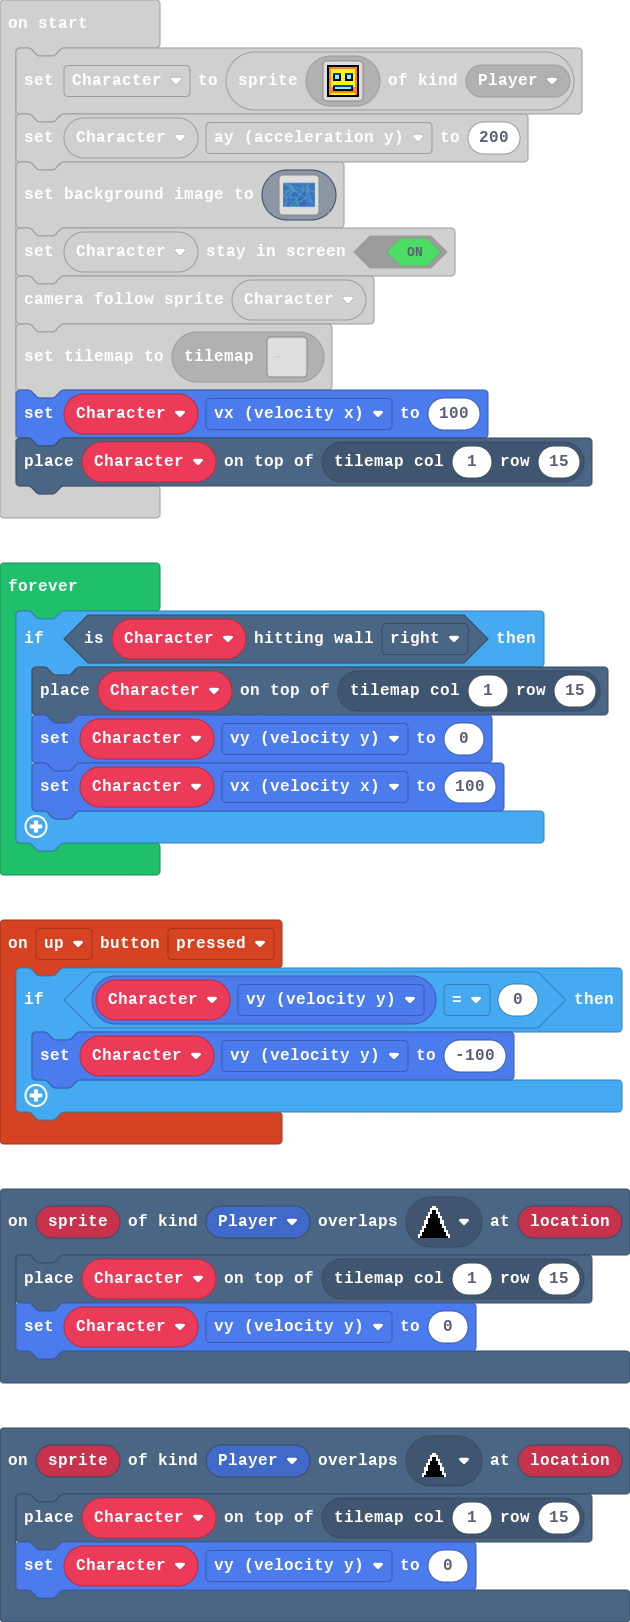 on start
set Character to sprite of kind Player
set Character ay (acceleration y) to 200
set background image to
set Character stay in screen ON
camera follow sprite Character
set tilemap to tilemap
set Character vx (velocity x) to 100
place Character on top of tilemap col 1 row 15
forever
if is Character hitting wall right then
place Character on top of tilemap col 1 row 15
set Character vy (velocity y) to 0
set Character vx (velocity x) to 100
on up button pressed
if Character vy (velocity y) = 0 then
set Character vy (velocity y) to -100
on sprite of kind Player overlaps at location
place Character on top of tilemap col 1 row 15
set Character vy (velocity y) to 0
on sprite of kind Player overlaps at location
place Character on top of tilemap col 1 row 15
set Character vy (velocity y) to 0